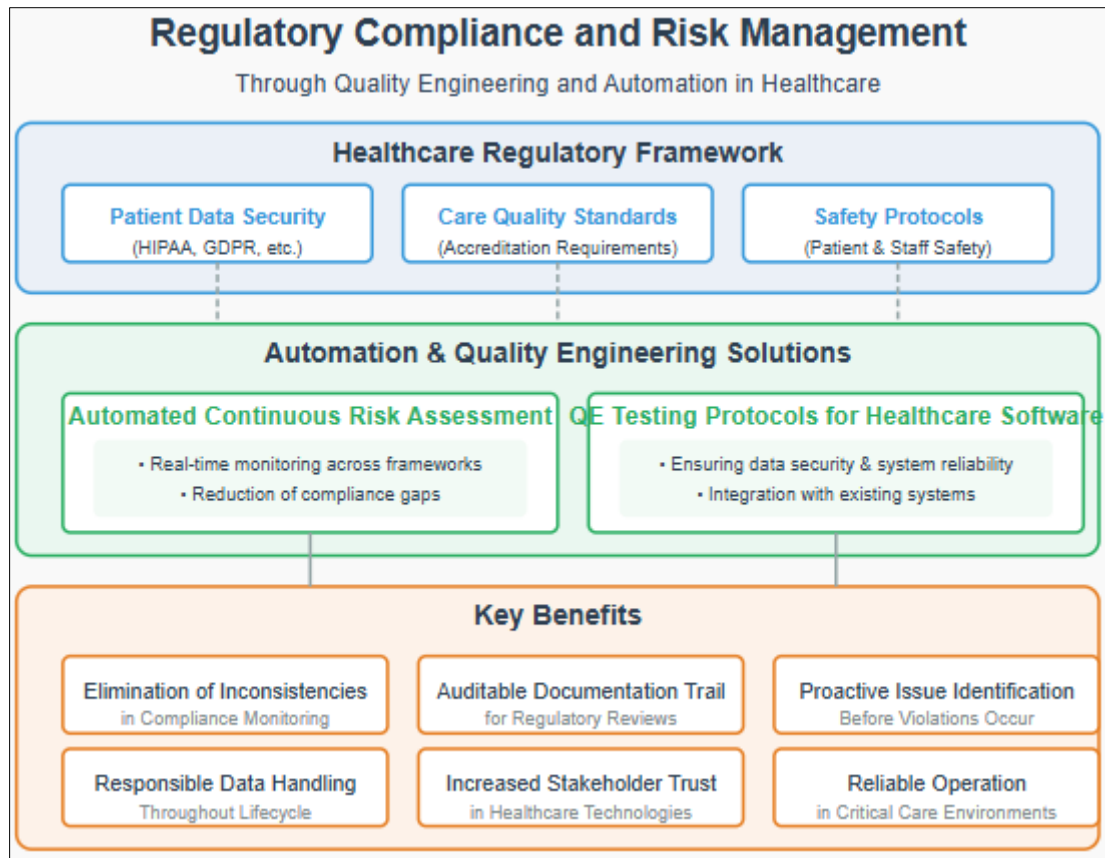 Regulatory Compliance and Risk Management
Through Quality Engineering and Automation in Healthcare
Healthcare Regulatory Framework
Patient Data Security
(HIPAA, GDPR, etc.)
Care Quality Standards
(Accreditation Requirements)
Safety Protocols
(Patient & Staff Safety)
Automation & Quality Engineering Solutions
Automated Continuous Risk Assessment
• Real-time monitoring across frameworks
• Reduction of compliance gaps
QE Testing Protocols for Healthcare Software
• Ensuring data security & system reliability
• Integration with existing systems
Key Benefits
Elimination of Inconsistencies
in Compliance Monitoring
Auditable Documentation Trail
for Regulatory Reviews
Proactive Issue Identification
Before Violations Occur
Responsible Data Handling
Throughout Lifecycle
Increased Stakeholder Trust
in Healthcare Technologies
Reliable Operation
in Critical Care Environments